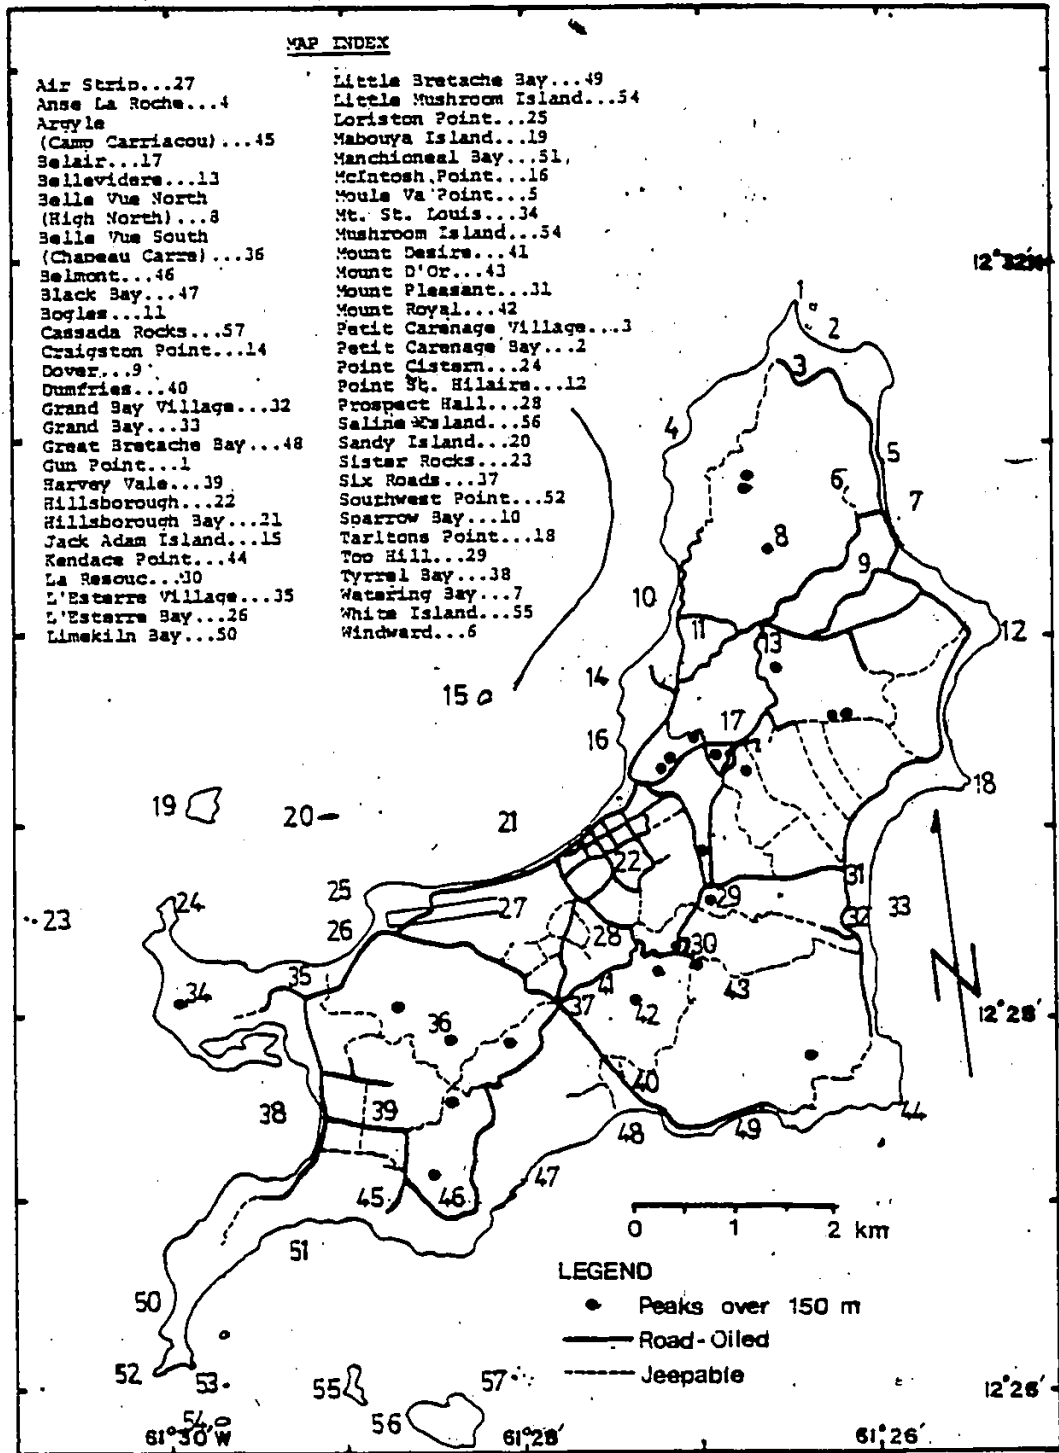 MAP INDEX
Air Strip...27
Anse La Roche...4
Argyle
(Camp Carriacou)...45
Belair...17
Bellevidere...13
Belle Vue North
(High North)...8
Belle Vue South
(Chapeau Carre)...36
Belmont...46
Black Bay...47
Bogles...11
Cassada Rocks...57
Craigston Point...14
Dover...9
Dumfries...40
Grand Bay Village...32
Grand Bay...33
Great Bretache Bay...48
Gun Point...1
Harvey Vale...39
Hillsborough...22
Hillsborough Bay...21
Jack Adam Island...15
Kendace Point...44
La Resouc...30
L'Esterre Village...35
L'Esterre Bay...26
Limekiln Bay...50
Little Bretache Bay...49
Little Mushroom Island...54
Loriston Point...25
Mabouya Island...19
Manchioneal Bay...51,
McIntosh Point...16
Moule Va Point...5
Mt. St. Louis...34
Mushroom Island...54
Mount Desire...41
Mount D'Or...43
Mount Pleasant...31
Mount Royal...42
Petit Carenage Village...3
Petit Carenage Bay...2
Point Cistern...24
Point St. Hilaire...12
Prospect Hall...28
Saline Island...56
Sandy Island...20
Sister Rocks...23
Six Roads...37
Southwest Point...52
Sparrow Bay...10
Tarltons Point...18
Top Hill...29
Tyrrel Bay...38
Watering Bay...7
White Island...55
Windward...6
12°32'N
1
2
3
4
5
6
7
8
9
10
11
12
13
14
15
16
17
18
19
20
21
22
23
24
25
26
27
28
29
30
31
32
33
34
35
36
37
38
39
40
41
42
43
44
45
46
47
48
49
50
51
52
53
54
55
56
57
N
12°28'
0 1 2 km
LEGEND
Peaks over 150 m
Road-Oiled
Jeepable
12°26'
61°30'W
61°28'
61°26'